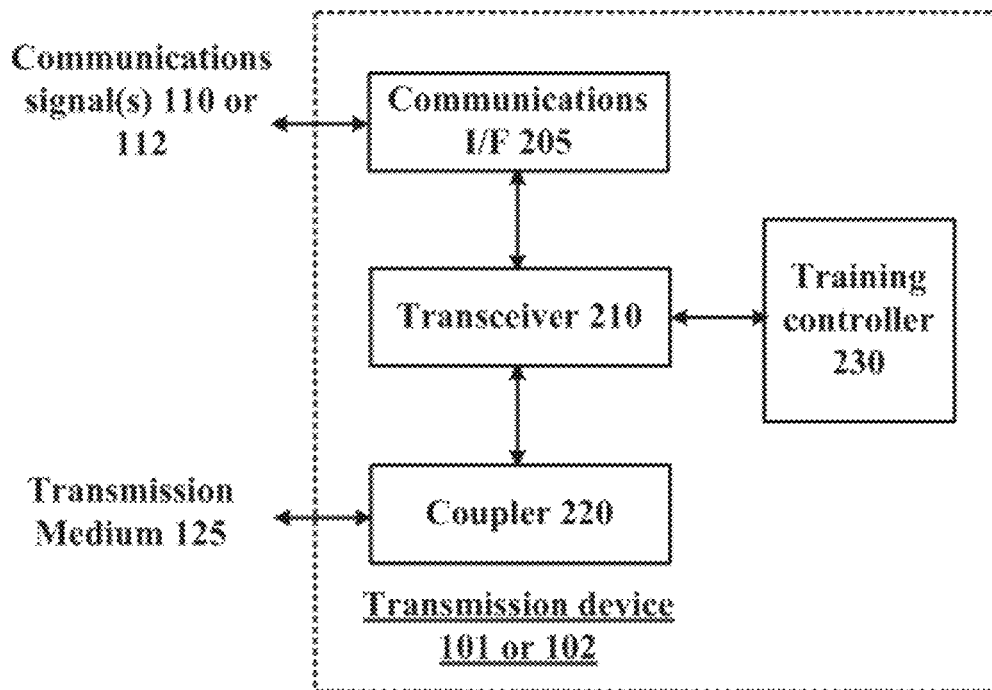 Communications
signal(s) 110 or
112
Communications
I/F 205
Transceiver 210
Training
controller
230
Transmission
Medium 125
Coupler 220
Transmission device
101 or 102